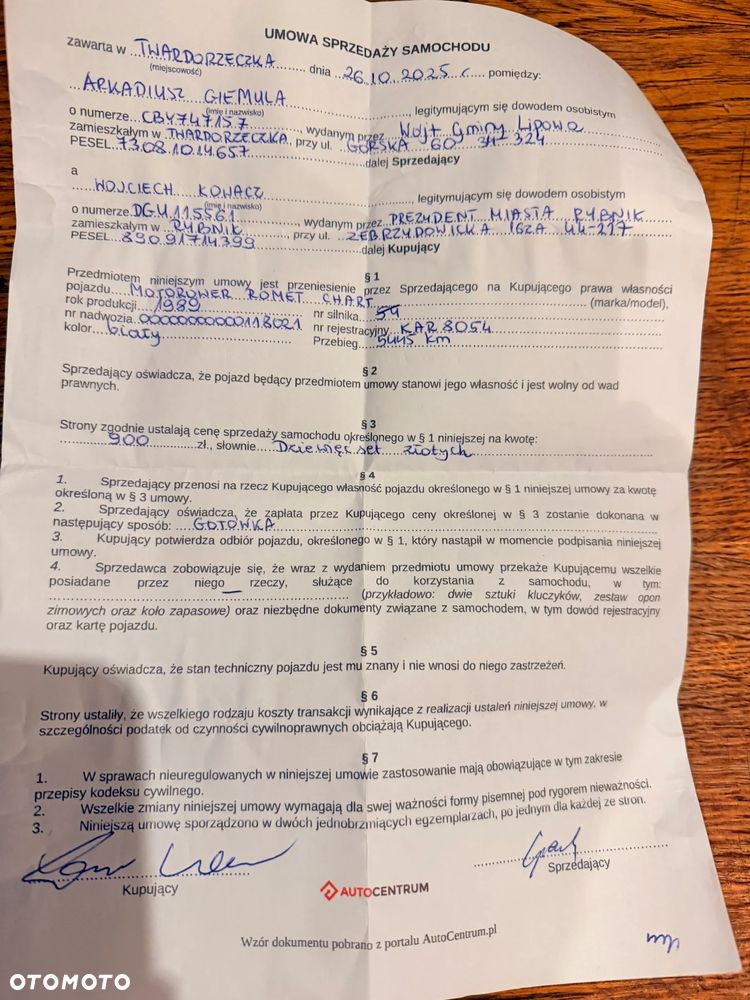 UMOWA SPRZEDAŻY SAMOCHODU
zawarta w TWARDORZECZKA dnia 26.10.2025 r. pomiędzy:
(miejscowość)
ARKADIUSZ GIEMULA, legitymującym się dowodem osobistym
(imię i nazwisko)
o numerze CBY747157, wydanym przez Wójt Gminy Lipowa
zamieszkałym w TWARDORZECZKA, przy ul. GÓRSKA 60 34-324
PESEL 73081014657 dalej Sprzedający
a
WOJCIECH KOWACZ, legitymującym się dowodem osobistym
(imię i nazwisko)
o numerze DGU115561, wydanym przez PREZYDENT MIASTA RYBNIK
zamieszkałym w RYBNIK, przy ul. ZEBRZYDOWICKA 162A 44-217
PESEL 89091714399 dalej Kupujący
§ 1
Przedmiotem niniejszym umowy jest przeniesienie przez Sprzedającego na Kupującego prawa własności
pojazdu MOTOROWER ROMET CHART (marka/model),
rok produkcji 1989 nr silnika 54
nr nadwozia 0000000000118021 nr rejestracyjny KAR8054
kolor biały Przebieg 5445 km
§ 2
Sprzedający oświadcza, że pojazd będący przedmiotem umowy stanowi jego własność i jest wolny od wad
prawnych.
§ 3
Strony zgodnie ustalają cenę sprzedaży samochodu określonego w § 1 niniejszej na kwotę:
900 zł., słownie Dziewięćset złotych
§ 4
1. Sprzedający przenosi na rzecz Kupującego własność pojazdu określonego w § 1 niniejszej umowy za kwotę
określoną w § 3 umowy.
2. Sprzedający oświadcza, że zapłata przez Kupującego ceny określonej w § 3 zostanie dokonana w
następujący sposób: GOTÓWKA
3. Kupujący potwierdza odbiór pojazdu, określonego w § 1, który nastąpił w momencie podpisania niniejszej
umowy.
4. Sprzedawca zobowiązuje się, że wraz z wydaniem przedmiotu umowy przekaże Kupującemu wszelkie
posiadane przez niego rzeczy, służące do korzystania z samochodu, w tym:
— (przykładowo: dwie sztuki kluczyków, zestaw opon
zimowych oraz koło zapasowe) oraz niezbędne dokumenty związane z samochodem, w tym dowód rejestracyjny
oraz kartę pojazdu.
§ 5
Kupujący oświadcza, że stan techniczny pojazdu jest mu znany i nie wnosi do niego zastrzeżeń.
§ 6
Strony ustaliły, że wszelkiego rodzaju koszty transakcji wynikające z realizacji ustaleń niniejszej umowy, w
szczególności podatek od czynności cywilnoprawnych obciążają Kupującego.
§ 7
1. W sprawach nieuregulowanych w niniejszej umowie zastosowanie mają obowiązujące w tym zakresie
przepisy kodeksu cywilnego.
2. Wszelkie zmiany niniejszej umowy wymagają dla swej ważności formy pisemnej pod rygorem nieważności.
3. Niniejszą umowę sporządzono w dwóch jednobrzmiących egzemplarzach, po jednym dla każdej ze stron.
Kupujący
Sprzedający
AUTOCENTRUM
Wzór dokumentu pobrano z portalu AutoCentrum.pl
OTOMOTO